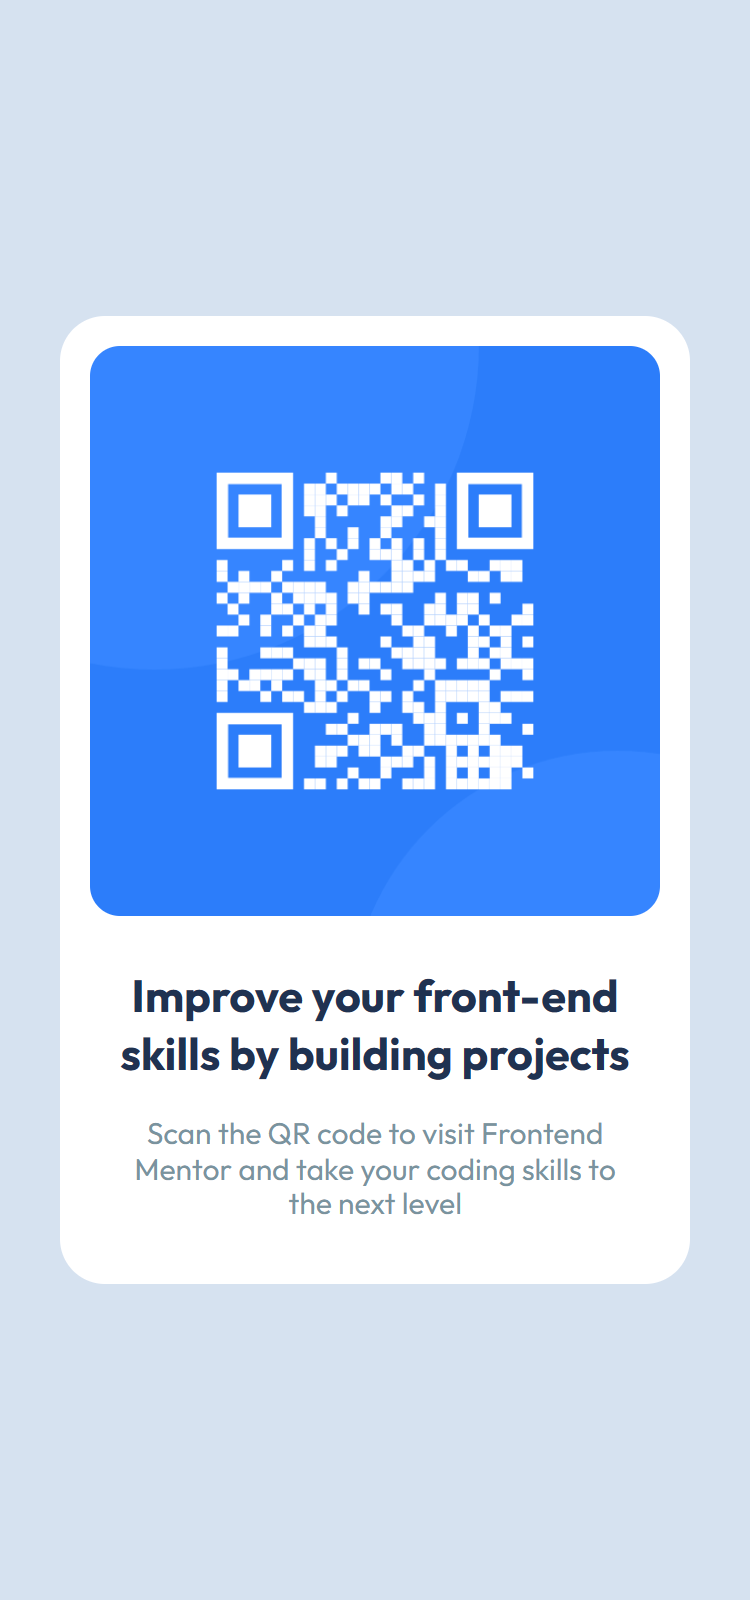 Improve your front-end
skills by building projects
Scan the QR code to visit Frontend
Mentor and take your coding skills to
the next level